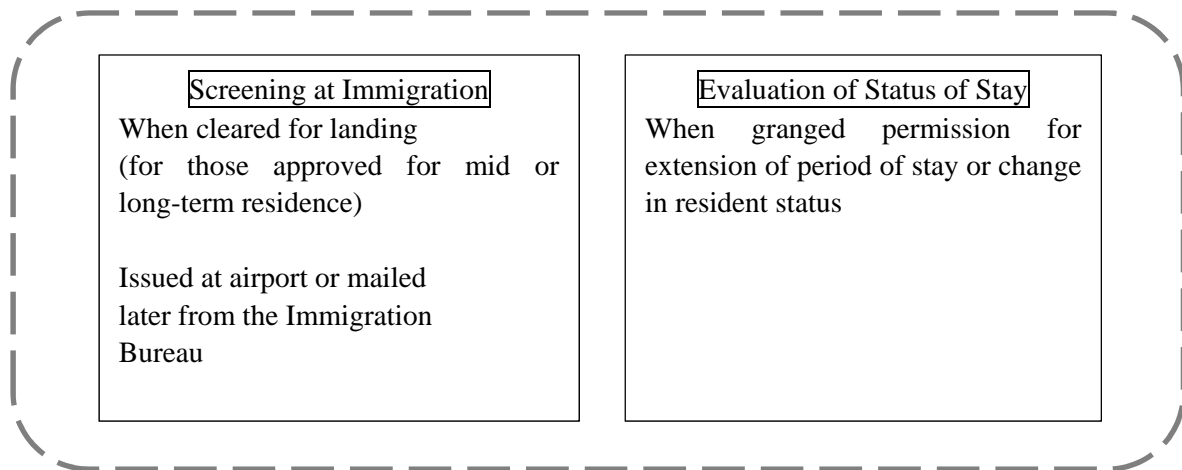 Screening at Immigration
When cleared for landing
(for those approved for mid or
long-term residence)
Issued at airport or mailed
later from the Immigration
Bureau
Evaluation of Status of Stay
When granged permission for
extension of period of stay or change
in resident status